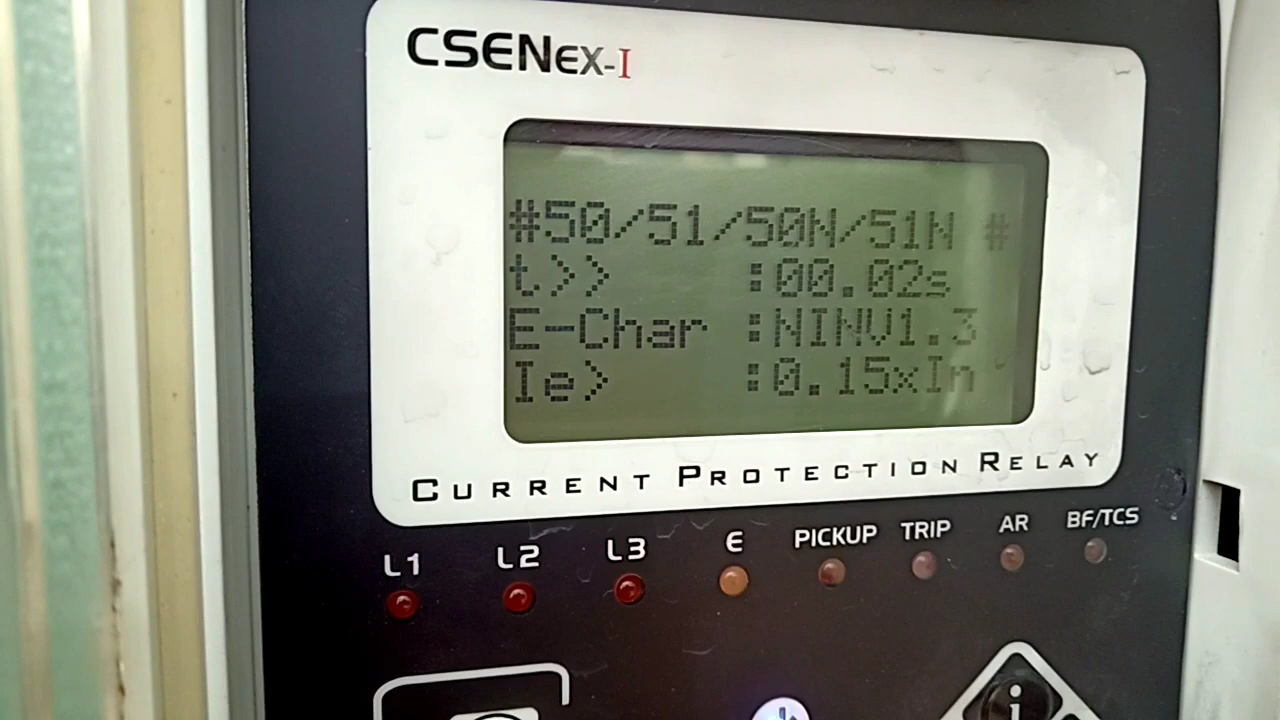 CSENEX-I
#50/51/50N/51N #
t>> :00.02s
E-Char :NINV1.3
Ie> :0.15xIn
CURRENT PROTECTION RELAY
L1 L2 L3 E PICKUP TRIP AR BF/TCS
i